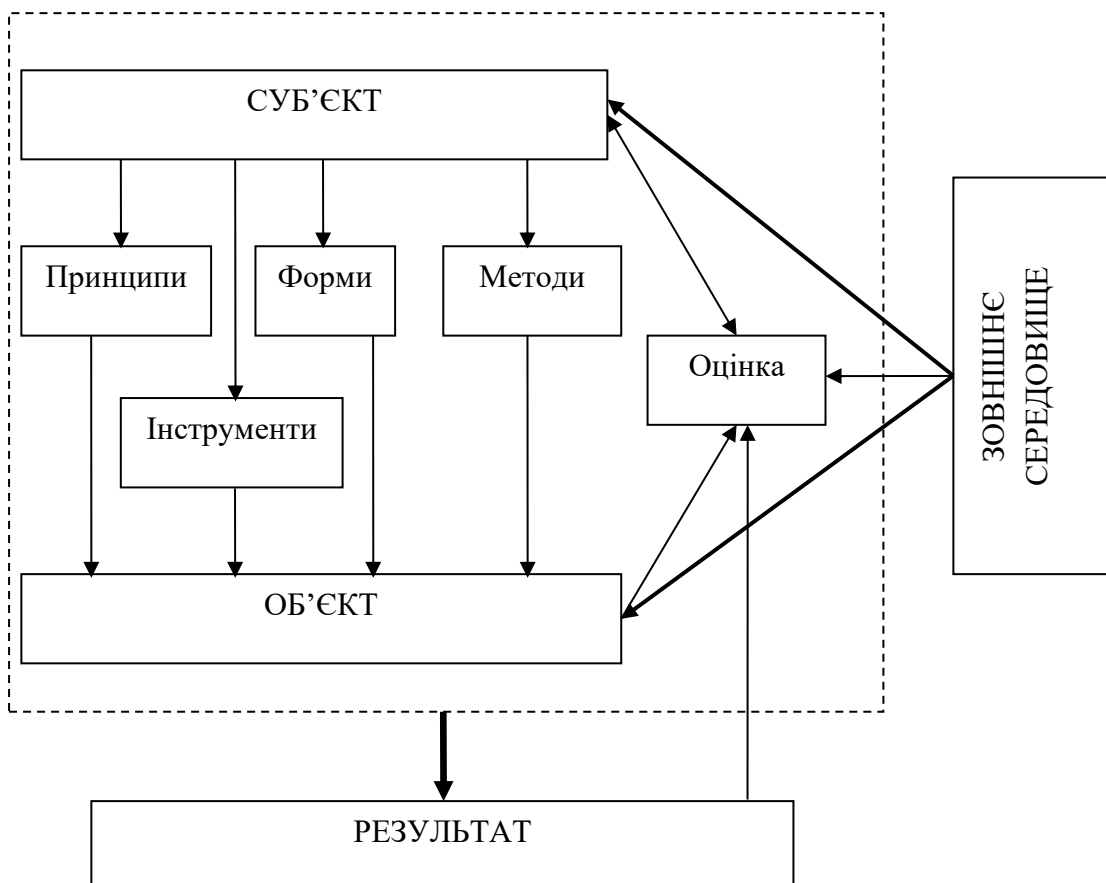 СУБ’ЄКТ
Принципи
Форми
Методи
Оцінка
Інструменти
ОБ’ЄКТ
РЕЗУЛЬТАТ
ЗОВНІШНЄ
СЕРЕДОВИЩЕ